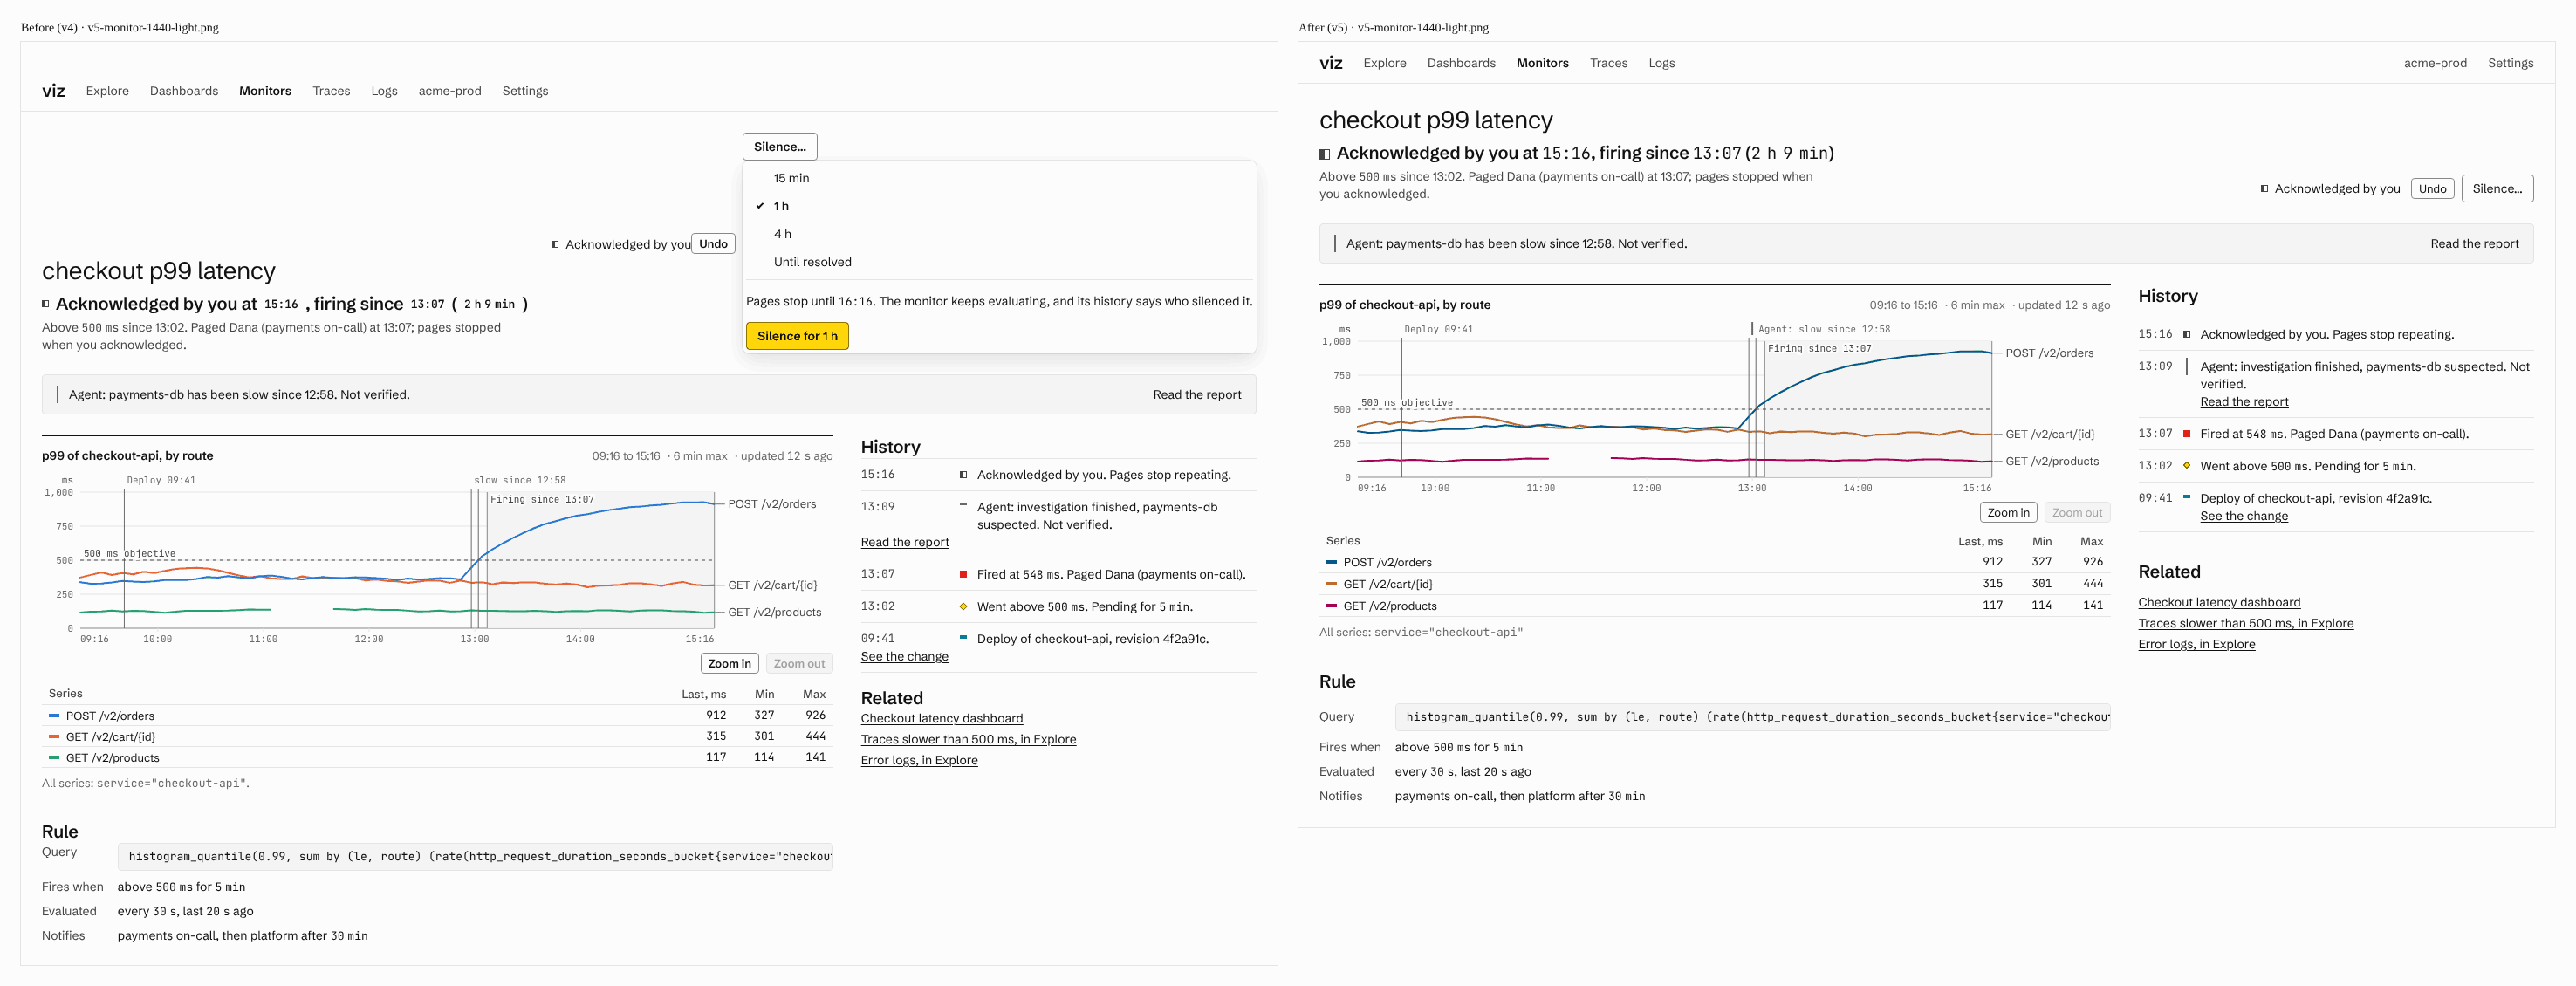 Before (v4) · v5-monitor-1440-light.png
viz Explore Dashboards Monitors Traces Logs acme-prod Settings
Silence…
15 min
✓ 1 h
4 h
Until resolved
Pages stop until 16:16. The monitor keeps evaluating, and its history says who silenced it.
Silence for 1 h
Acknowledged by you Undo
checkout p99 latency
Acknowledged by you at 15:16 , firing since 13:07 ( 2 h 9 min )
Above 500 ms since 13:02. Paged Dana (payments on-call) at 13:07; pages stopped
when you acknowledged.
Agent: payments-db has been slow since 12:58. Not verified. Read the report
p99 of checkout-api, by route 09:16 to 15:16 · 6 min max · updated 12 s ago
ms Deploy 09:41 slow since 12:58
1,000 Firing since 13:07
POST /v2/orders
750
500 500 ms objective
GET /v2/cart/{id}
250
GET /v2/products
0
09:16 10:00 11:00 12:00 13:00 14:00 15:16
Zoom in Zoom out
Series Last, ms Min Max
POST /v2/orders 912 327 926
GET /v2/cart/{id} 315 301 444
GET /v2/products 117 114 141
All series: service="checkout-api".
History
15:16 Acknowledged by you. Pages stop repeating.
13:09 Agent: investigation finished, payments-db
suspected. Not verified.
Read the report
13:07 Fired at 548 ms. Paged Dana (payments on-call).
13:02 Went above 500 ms. Pending for 5 min.
09:41 Deploy of checkout-api, revision 4f2a91c.
See the change
Related
Checkout latency dashboard
Traces slower than 500 ms, in Explore
Error logs, in Explore
Rule
Query histogram_quantile(0.99, sum by (le, route) (rate(http_request_duration_seconds_bucket{service="checkout
Fires when above 500 ms for 5 min
Evaluated every 30 s, last 20 s ago
Notifies payments on-call, then platform after 30 min
After (v5) · v5-monitor-1440-light.png
viz Explore Dashboards Monitors Traces Logs acme-prod Settings
checkout p99 latency
Acknowledged by you at 15:16, firing since 13:07 (2 h 9 min)
Above 500 ms since 13:02. Paged Dana (payments on-call) at 13:07; pages stopped when
you acknowledged.
Acknowledged by you Undo Silence…
Agent: payments-db has been slow since 12:58. Not verified. Read the report
p99 of checkout-api, by route 09:16 to 15:16 · 6 min max · updated 12 s ago
ms Deploy 09:41 Agent: slow since 12:58
1,000 Firing since 13:07
POST /v2/orders
750
500 500 ms objective
GET /v2/cart/{id}
250
GET /v2/products
0
09:16 10:00 11:00 12:00 13:00 14:00 15:16
Zoom in Zoom out
Series Last, ms Min Max
POST /v2/orders 912 327 926
GET /v2/cart/{id} 315 301 444
GET /v2/products 117 114 141
All series: service="checkout-api"
History
15:16 Acknowledged by you. Pages stop repeating.
13:09 Agent: investigation finished, payments-db suspected. Not
verified.
Read the report
13:07 Fired at 548 ms. Paged Dana (payments on-call).
13:02 Went above 500 ms. Pending for 5 min.
09:41 Deploy of checkout-api, revision 4f2a91c.
See the change
Related
Checkout latency dashboard
Traces slower than 500 ms, in Explore
Error logs, in Explore
Rule
Query histogram_quantile(0.99, sum by (le, route) (rate(http_request_duration_seconds_bucket{service="checkout
Fires when above 500 ms for 5 min
Evaluated every 30 s, last 20 s ago
Notifies payments on-call, then platform after 30 min